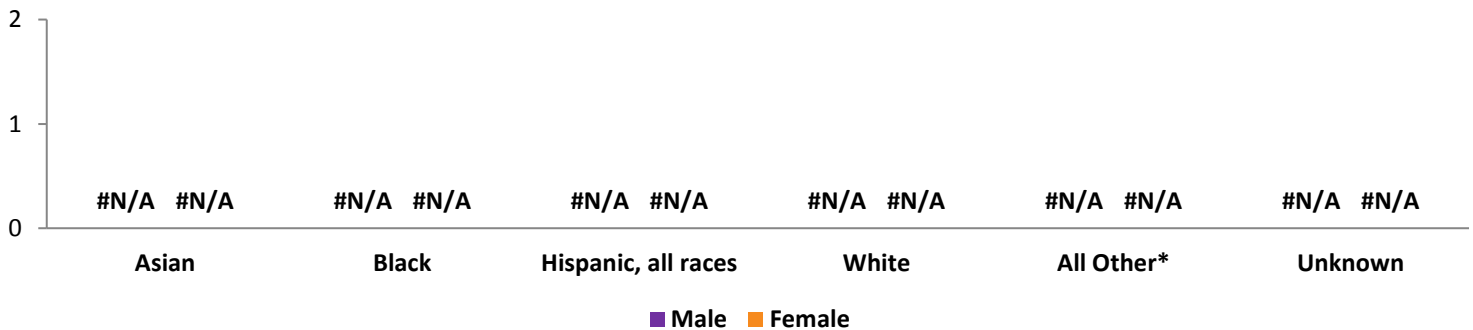 2
1
#N/A #N/A #N/A #N/A #N/A #N/A #N/A #N/A #N/A #N/A #N/A #N/A
0
Asian Black Hispanic, all races White All Other* Unknown
Male Female